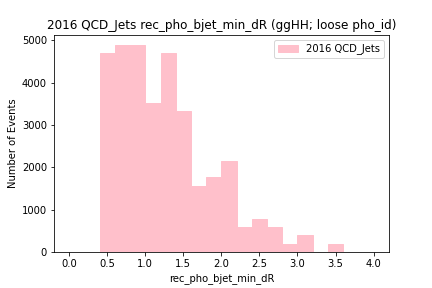 2016 QCD_Jets rec_pho_bjet_min_dR (ggHH; loose pho_id)
2016 QCD_Jets
Number of Events
5000
4000
3000
2000
1000
0
0.0 0.5 1.0 1.5 2.0 2.5 3.0 3.5 4.0
rec_pho_bjet_min_dR